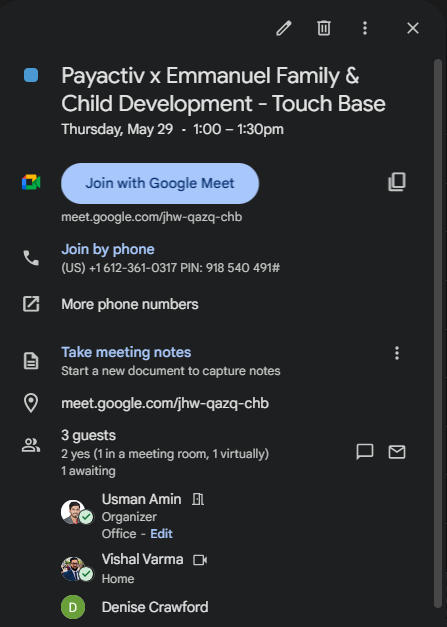 Payactiv x Emmanuel Family &
Child Development - Touch Base
Thursday, May 29 · 1:00 – 1:30pm
Join with Google Meet
meet.google.com/jhw-qazq-chb
Join by phone
(US) +1 612-361-0317 PIN: 918 540 491#
More phone numbers
Take meeting notes
Start a new document to capture notes
meet.google.com/jhw-qazq-chb
3 guests
2 yes (1 in a meeting room, 1 virtually)
1 awaiting
Usman Amin
Organizer
Office - Edit
Vishal Varma
Home
D Denise Crawford